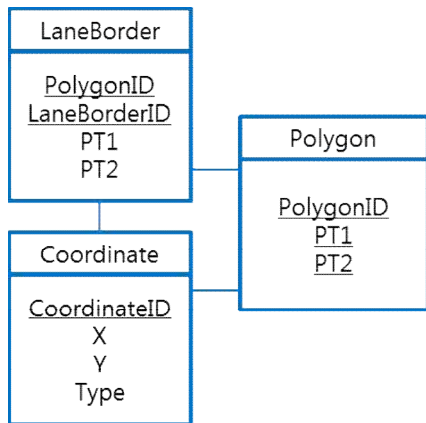 LaneBorder
PolygonID
LaneBorderID
PT1
PT2
Polygon
PolygonID
PT1
PT2
Coordinate
CoordinateID
X
Y
Type